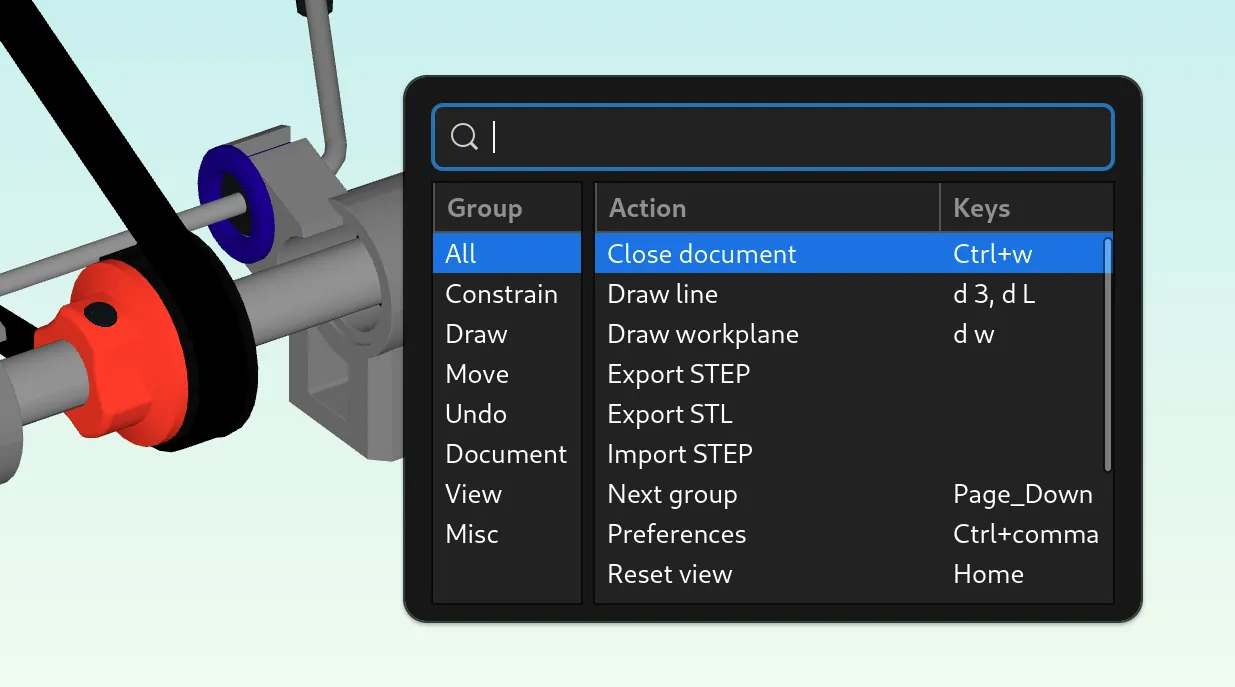 Group Action Keys
All Close document Ctrl+w
Constrain Draw line d 3, d L
Draw Draw workplane d w
Move Export STEP
Undo Export STL
Document Import STEP
View Next group Page_Down
Misc Preferences Ctrl+comma
Reset view Home